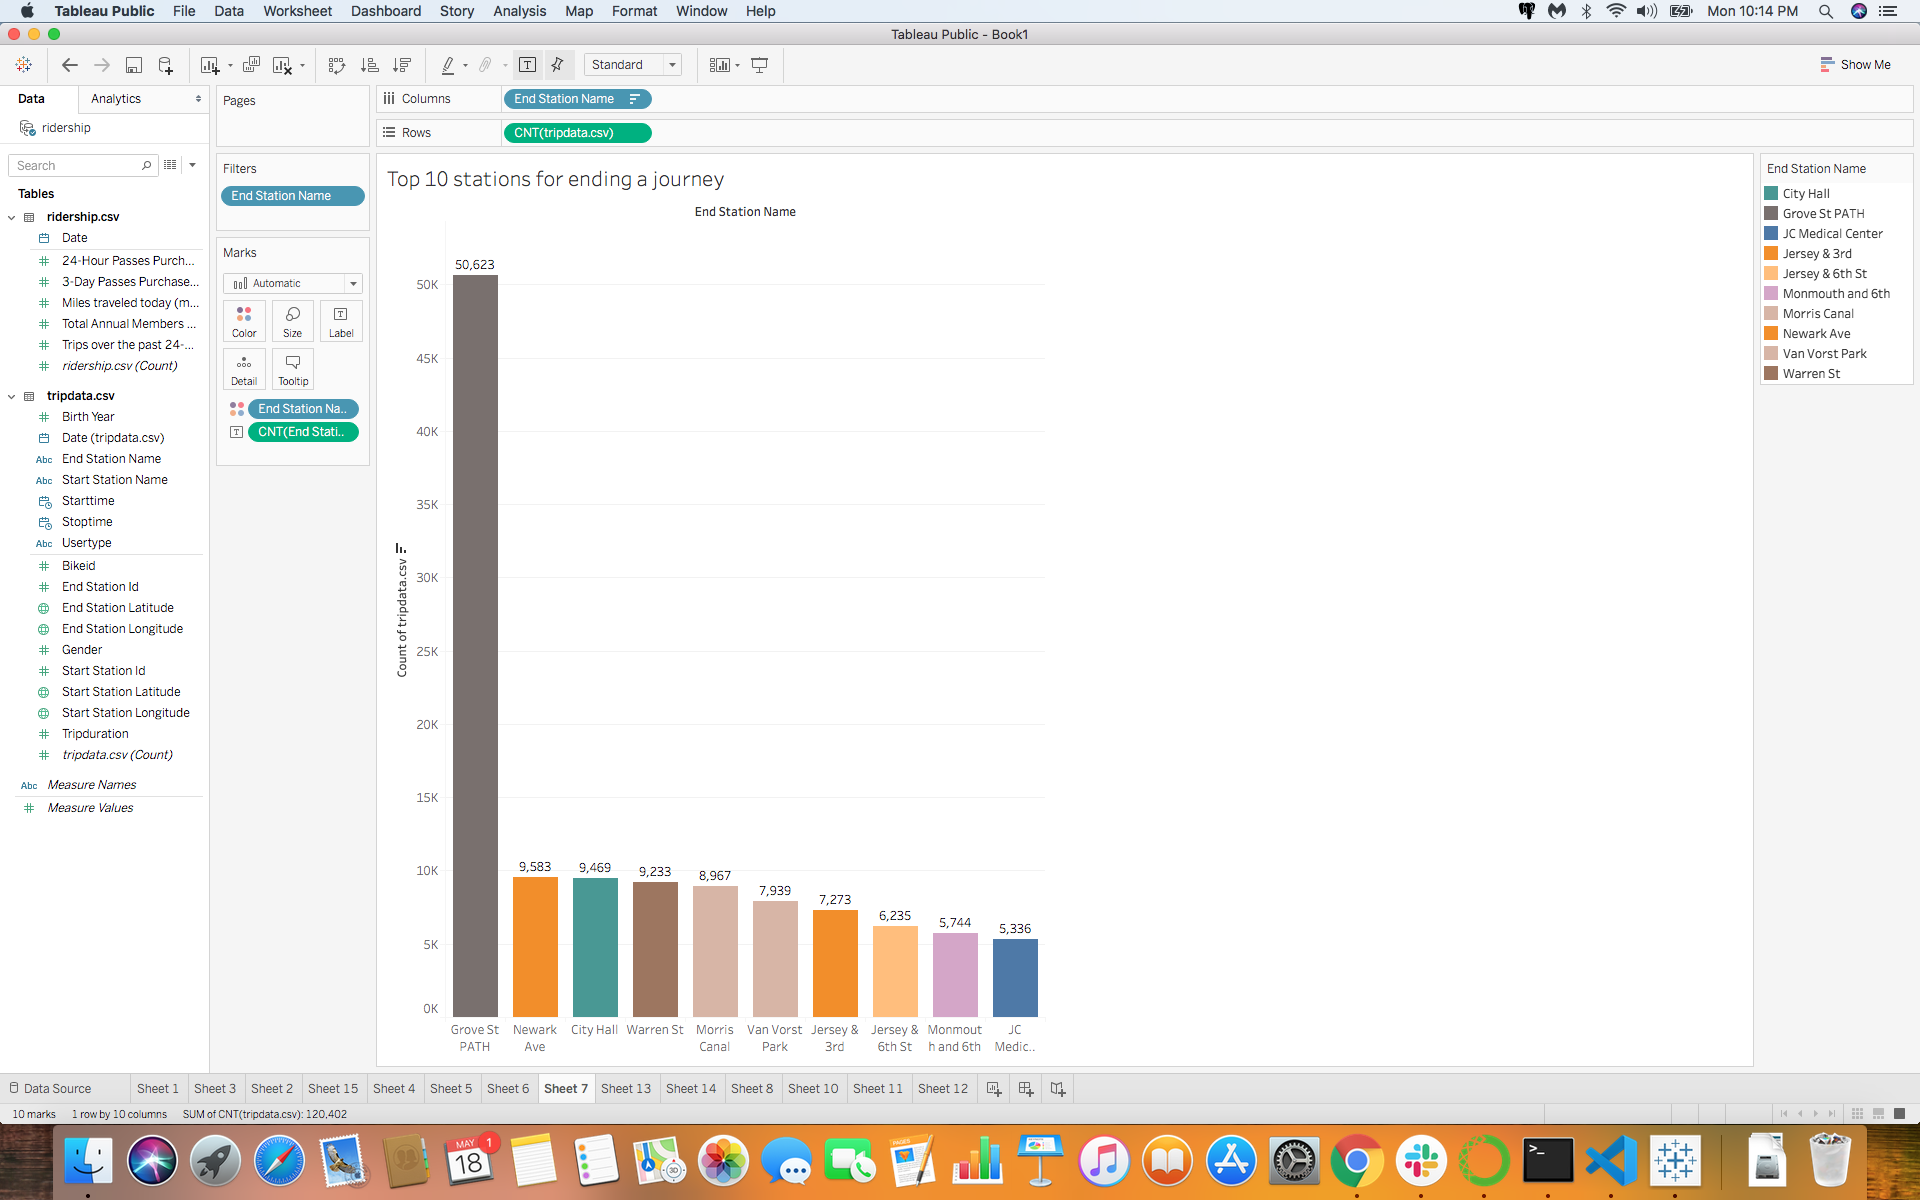 Tableau Public File Data Worksheet Dashboard Story Analysis Map Format Window Help Mon 10:14 PM
Tableau Public - Book1
Standard Show Me
Data Analytics
ridership
Search
Tables
ridership.csv
Date
24-Hour Passes Purch...
3-Day Passes Purchase...
Miles traveled today (m...
Total Annual Members ...
Trips over the past 24-...
ridership.csv (Count)
tripdata.csv
Birth Year
Date (tripdata.csv)
Abc End Station Name
Abc Start Station Name
Starttime
Stoptime
Abc Usertype
Bikeid
End Station Id
End Station Latitude
End Station Longitude
Gender
Start Station Id
Start Station Latitude
Start Station Longitude
Tripduration
tripdata.csv (Count)
Abc Measure Names
Measure Values
Pages
Filters
End Station Name
Marks
Automatic
Color Size Label
Detail Tooltip
End Station Na..
CNT(End Stati..
Columns End Station Name
Rows CNT(tripdata.csv)
Top 10 stations for ending a journey
End Station Name
Count of tripdata.csv
50K
45K
40K
35K
30K
25K
20K
15K
10K
5K
0K
50,623
9,583
9,469
9,233
8,967
7,939
7,273
6,235
5,744
5,336
Grove St PATH
Newark Ave
City Hall
Warren St
Morris Canal
Van Vorst Park
Jersey & 3rd
Jersey & 6th St
Monmout h and 6th
JC Medic..
End Station Name
City Hall
Grove St PATH
JC Medical Center
Jersey & 3rd
Jersey & 6th St
Monmouth and 6th
Morris Canal
Newark Ave
Van Vorst Park
Warren St
Data Source Sheet 1 Sheet 3 Sheet 2 Sheet 15 Sheet 4 Sheet 5 Sheet 6 Sheet 7 Sheet 13 Sheet 14 Sheet 8 Sheet 10 Sheet 11 Sheet 12
10 marks 1 row by 10 columns SUM of CNT(tripdata.csv): 120,402
MAY 1
18
PAGES
3D